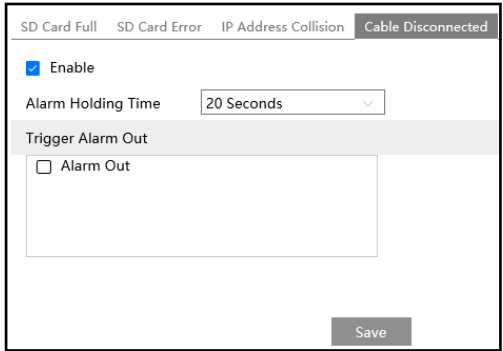 SD Card Full SD Card Error IP Address Collision Cable Disconnected
Enable
Alarm Holding Time 20 Seconds
Trigger Alarm Out
Alarm Out
Save